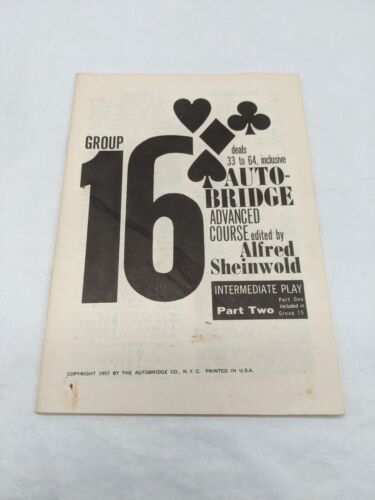 GROUP
16
deals
33 to 64, inclusive
AUTO-
BRIDGE
ADVANCED
COURSE edited by
Alfred
Sheinwold
INTERMEDIATE PLAY
Part Two
Part One
included in
Group 15
COPYRIGHT 1957 BY THE AUTOBRIDGE CO., N.Y.C. PRINTED IN U.S.A.